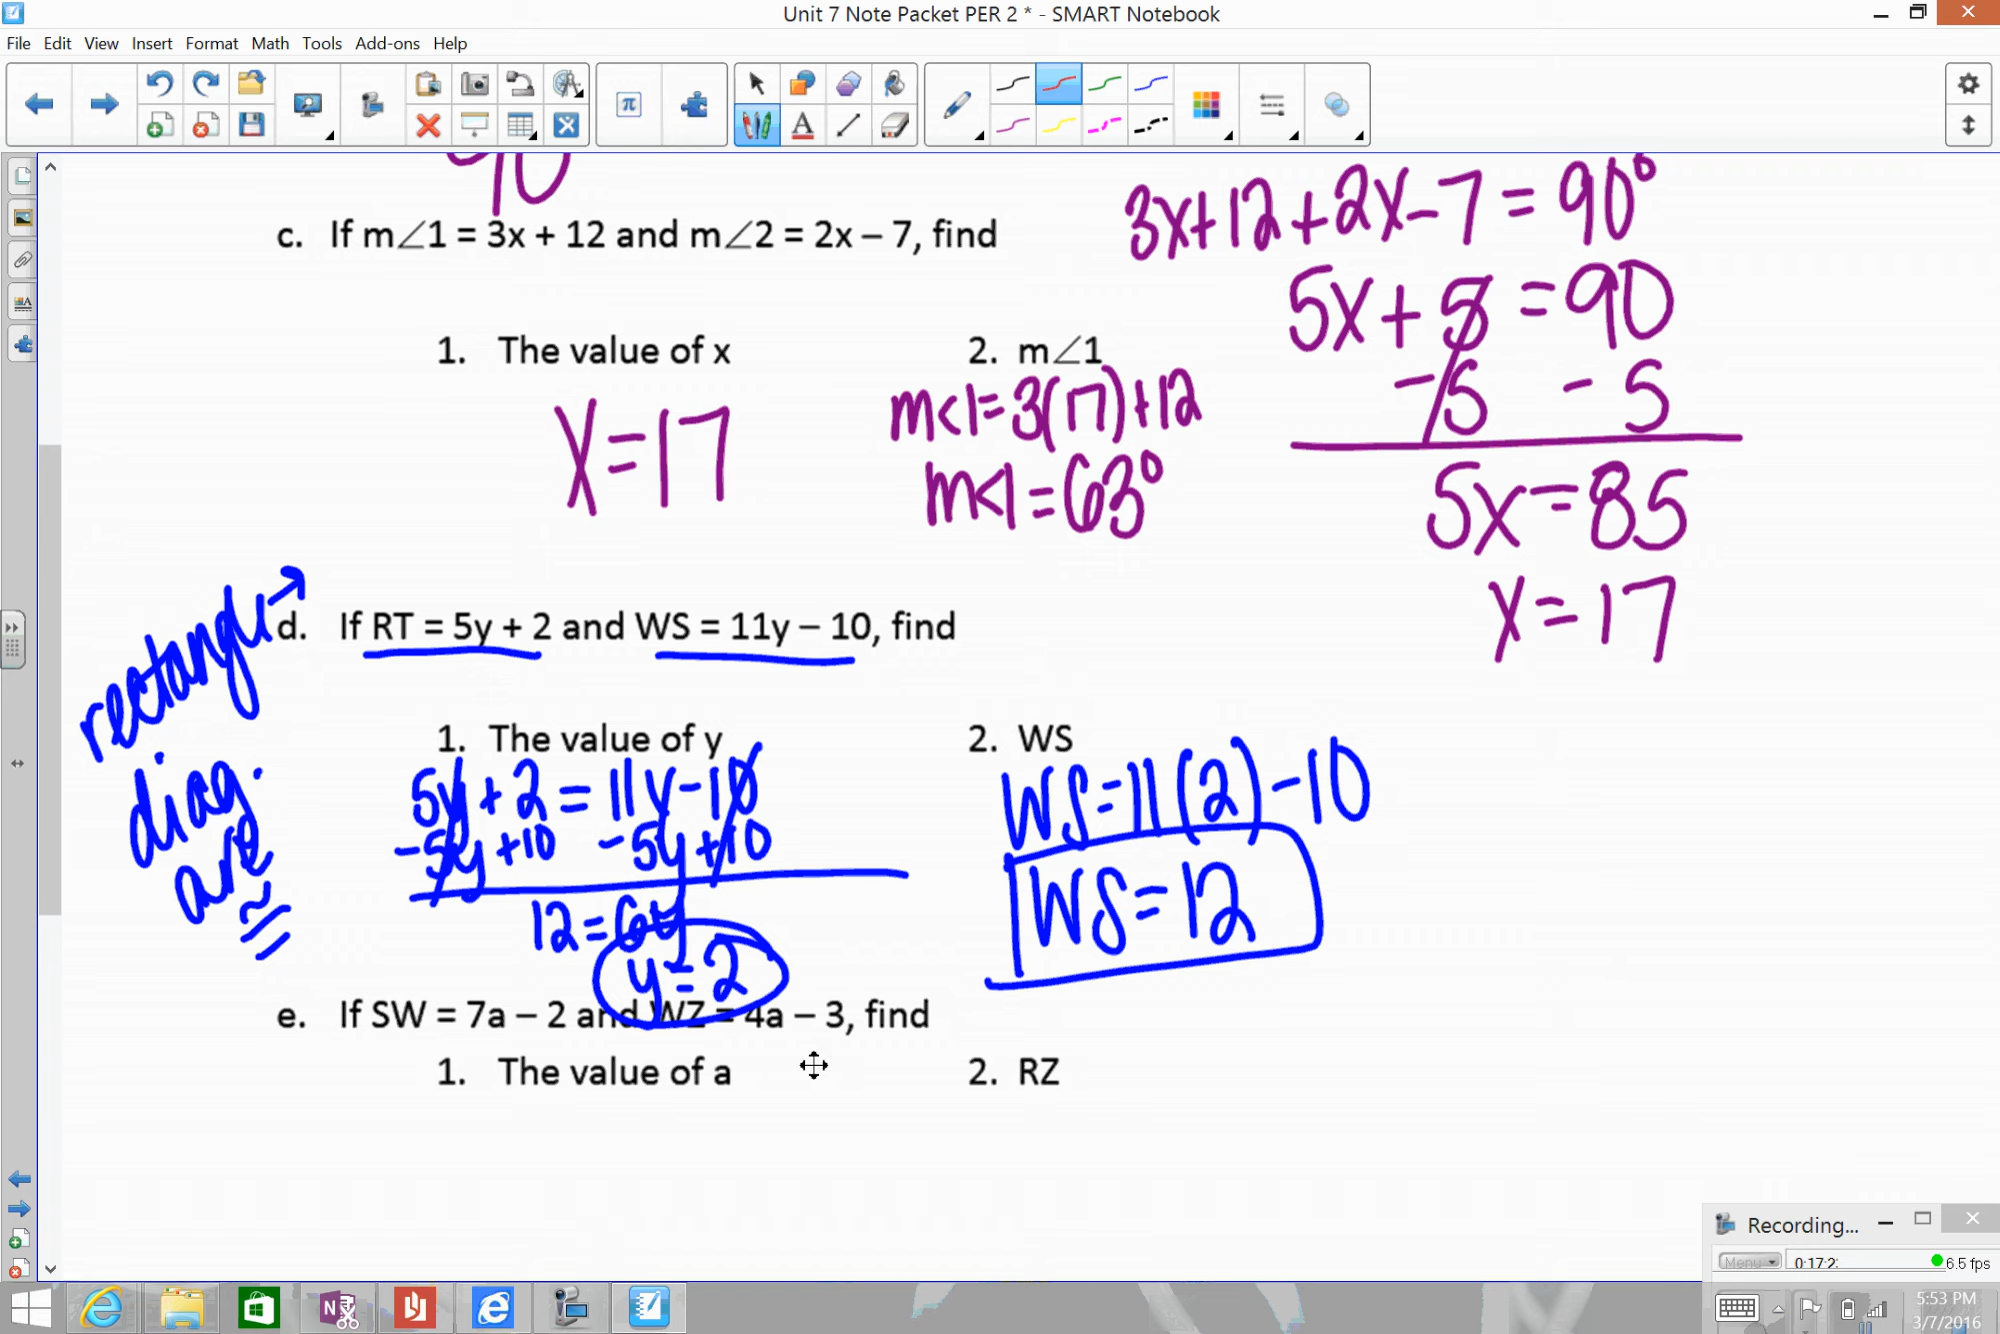 Unit 7 Note Packet PER 2 * - SMART Notebook
File Edit View Insert Format Math Tools Add-ons Help
90
3x+12+2x-7=90°
c. If m∠1 = 3x + 12 and m∠2 = 2x – 7, find
5x+5=90
1. The value of x
2. m∠1
-5 -5
x=17
m<1=3(17)+12
m<1=63°
5x=85
x=17
rectangle→
d. If RT = 5y + 2 and WS = 11y – 10, find
diag.
are
≅
1. The value of y
2. WS
5y+2=11y-10
-5y+10 -5y+10
12=6y
y=2
WS=11(2)-10
WS=12
e. If SW = 7a – 2 and WZ = 4a – 3, find
1. The value of a
2. RZ
Recording...
Menu
0:17:2
6.5 fps
5:53 PM
3/7/2016